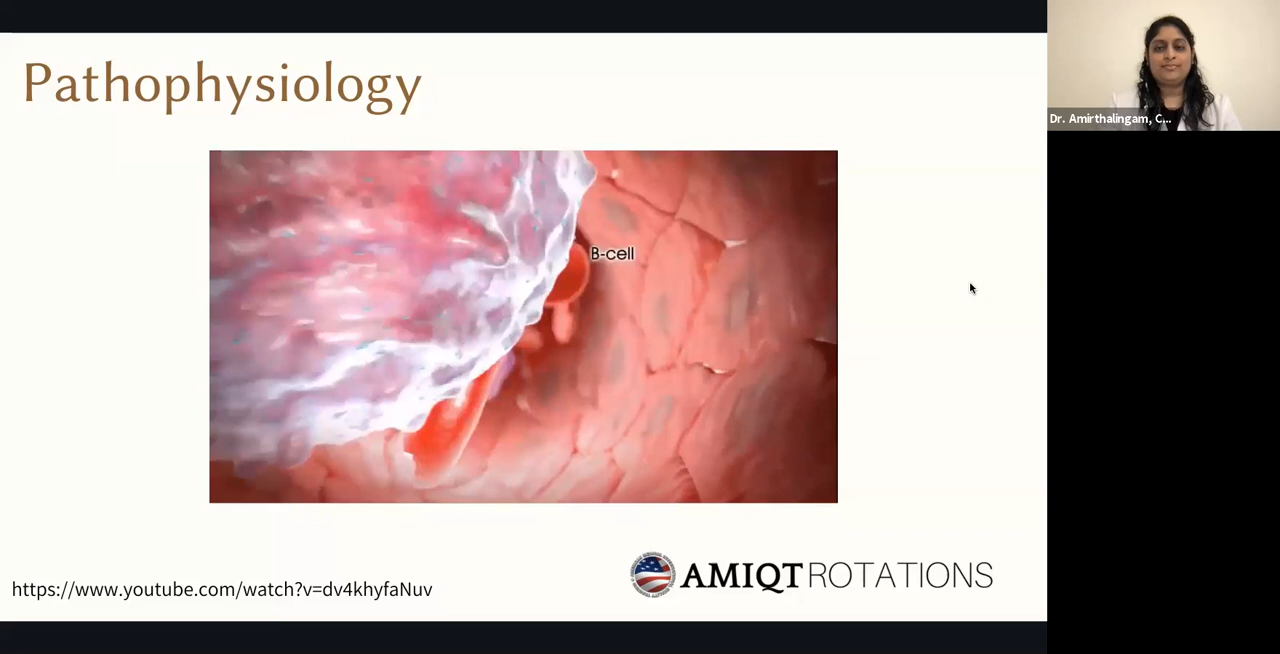 Pathophysiology
Dr. Amirthalingam, C...
B-cell
https://www.youtube.com/watch?v=dv4khyfaNuv
AMIQT ROTATIONS